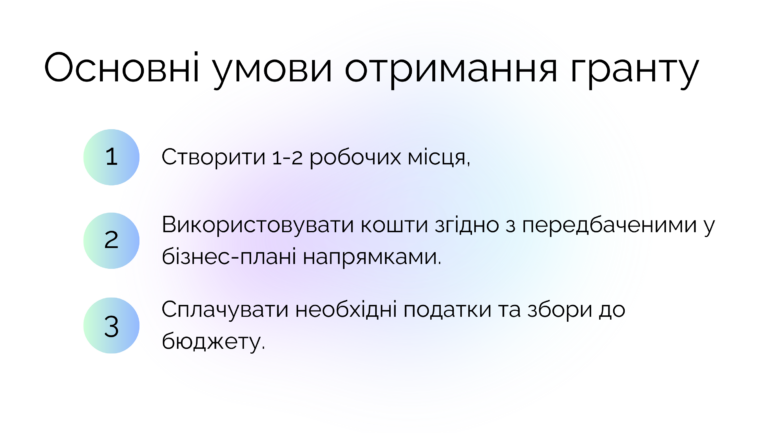 Основні умови отримання гранту
1
Створити 1-2 робочих місця,
2
Використовувати кошти згідно з передбаченими у
бізнес-плані напрямками.
3
Сплачувати необхідні податки та збори до
бюджету.